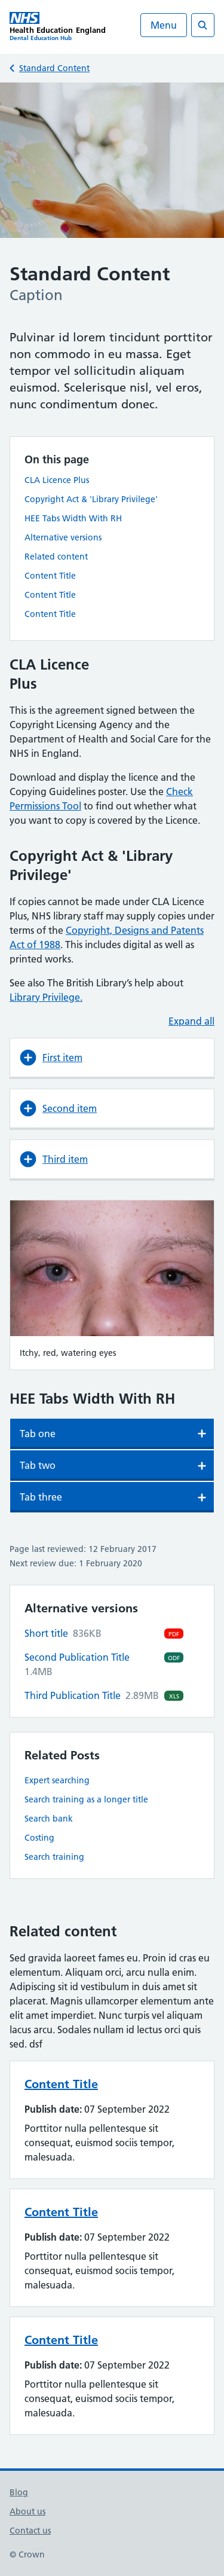 NHS
Health Education England
Dental Education Hub
Menu
Standard Content
Standard Content
Caption
Pulvinar id lorem tincidunt porttitor
non commodo in eu massa. Eget
tempor vel sollicitudin aliquam
euismod. Scelerisque nisl, vel eros,
nunc condimentum donec.
On this page
CLA Licence Plus
Copyright Act & 'Library Privilege'
HEE Tabs Width With RH
Alternative versions
Related content
Content Title
Content Title
Content Title
CLA Licence
Plus
This is the agreement signed between the
Copyright Licensing Agency and the
Department of Health and Social Care for the
NHS in England.
Download and display the licence and the
Copying Guidelines poster. Use the Check
Permissions Tool to find out whether what
you want to copy is covered by the Licence.
Copyright Act & 'Library
Privilege'
If copies cannot be made under CLA Licence
Plus, NHS library staff may supply copies under
terms of the Copyright, Designs and Patents
Act of 1988. This includes digital as well as
printed works.
See also The British Library's help about
Library Privilege.
Expand all
First item
Second item
Third item
Itchy, red, watering eyes
HEE Tabs Width With RH
Tab one
Tab two
Tab three
Page last reviewed: 12 February 2017
Next review due: 1 February 2020
Alternative versions
Short title 836KB PDF
Second Publication Title ODF
1.4MB
Third Publication Title 2.89MB XLS
Related Posts
Expert searching
Search training as a longer title
Search bank
Costing
Search training
Related content
Sed gravida laoreet fames eu. Proin id cras eu
elementum. Aliquam orci, arcu nulla enim.
Adipiscing sit id vestibulum in duis amet sit
placerat. Magnis ullamcorper elementum ante
elit amet imperdiet. Nunc turpis vel aliquam
lacus arcu. Sodales nullam id lectus orci quis
sed. dsf
Content Title
Publish date: 07 September 2022
Porttitor nulla pellentesque sit
consequat, euismod sociis tempor,
malesuada.
Content Title
Publish date: 07 September 2022
Porttitor nulla pellentesque sit
consequat, euismod sociis tempor,
malesuada.
Content Title
Publish date: 07 September 2022
Porttitor nulla pellentesque sit
consequat, euismod sociis tempor,
malesuada.
Blog
About us
Contact us
© Crown